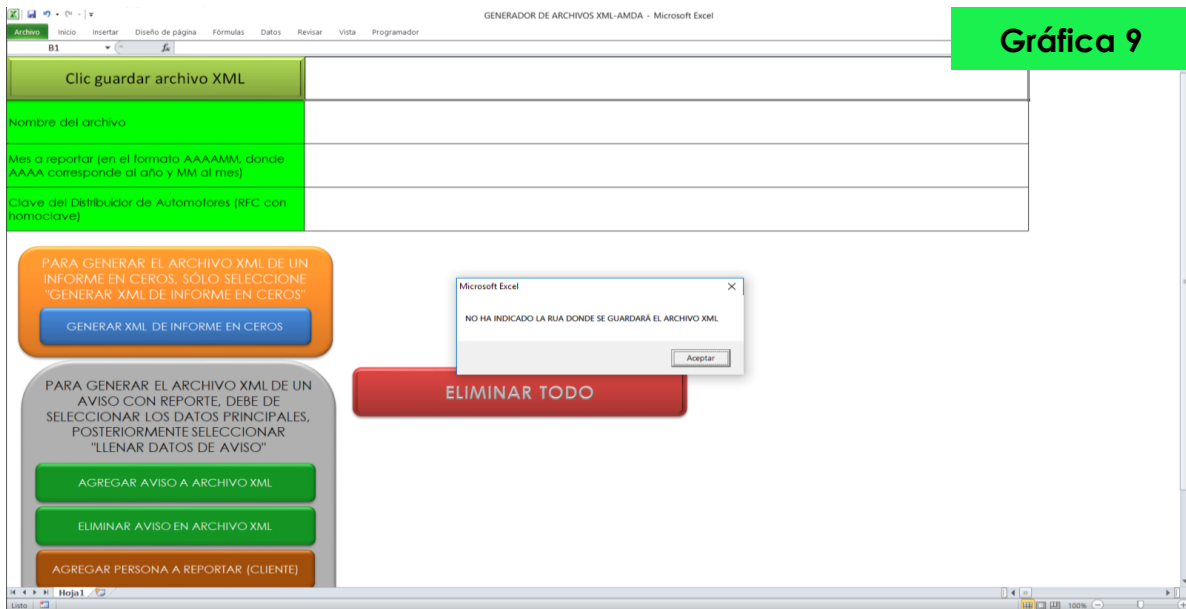 GENERADOR DE ARCHIVOS XML-AMDA - Microsoft Excel
Archivo Inicio Insertar Diseño de página Fórmulas Datos Revisar Vista Programador
Gráfica 9
B1 fx
Clic guardar archivo XML
Nombre del archivo
Mes a reportar (en el formato AAAAMM, donde
AAAA corresponde al año y MM al mes)
Clave del Distribuidor de Automotores (RFC con
homoclave)
PARA GENERAR EL ARCHIVO XML DE UN
INFORME EN CEROS, SÓLO SELECCIONE
"GENERAR XML DE INFORME EN CEROS"
GENERAR XML DE INFORME EN CEROS
Microsoft Excel
NO HA INDICADO LA RUA DONDE SE GUARDARÁ EL ARCHIVO XML
Aceptar
ELIMINAR TODO
PARA GENERAR EL ARCHIVO XML DE UN
AVISO CON REPORTE, DEBE DE
SELECCIONAR LOS DATOS PRINCIPALES,
POSTERIORMENTE SELECCIONAR
"LLENAR DATOS DE AVISO"
AGREGAR AVISO A ARCHIVO XML
ELIMINAR AVISO EN ARCHIVO XML
AGREGAR PERSONA A REPORTAR (CLIENTE)
Hoja1
Listo 100%